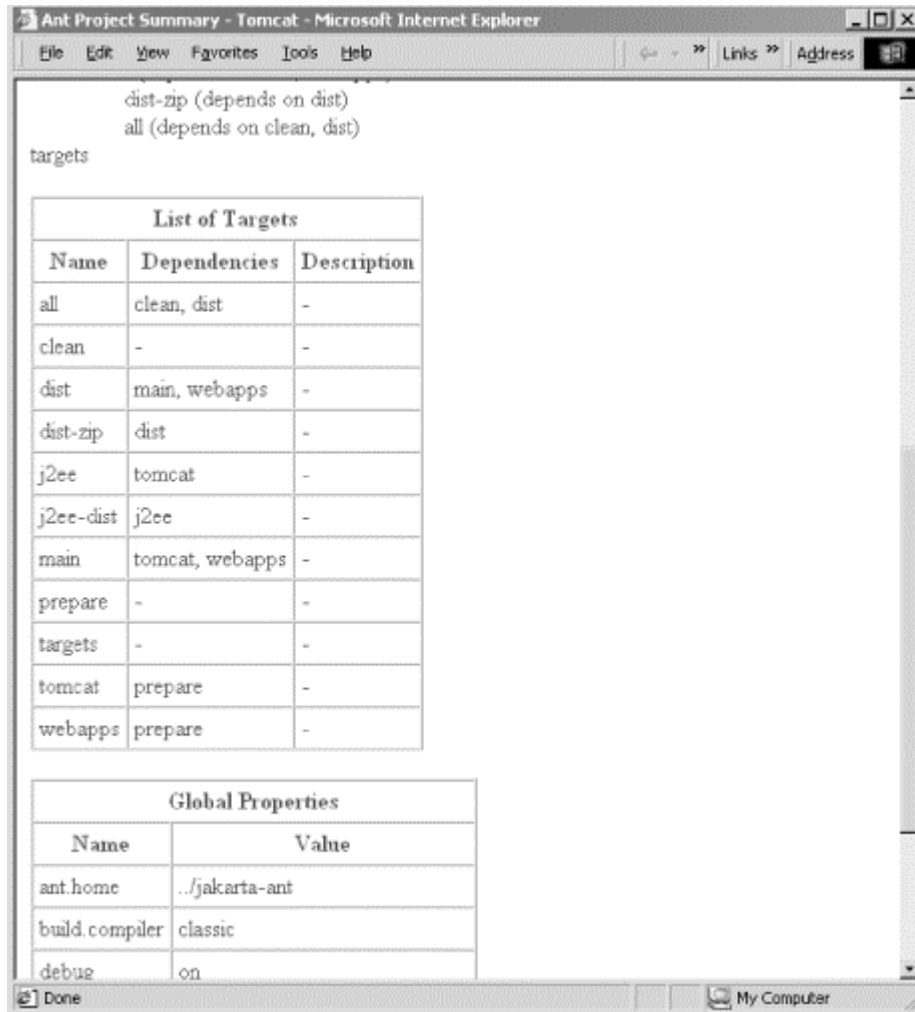 Ant Project Summary - Tomcat - Microsoft Internet Explorer
File Edit View Favorites Tools Help » Links » Address
dist-zip (depends on dist)
all (depends on clean, dist)
targets
List of Targets
Name Dependencies Description
all clean, dist -
clean - -
dist main, webapps -
dist-zip dist -
j2ee tomcat -
j2ee-dist j2ee -
main tomcat, webapps -
prepare - -
targets - -
tomcat prepare -
webapps prepare -
Global Properties
Name Value
ant.home ../jakarta-ant
build.compiler classic
debug on
Done My Computer